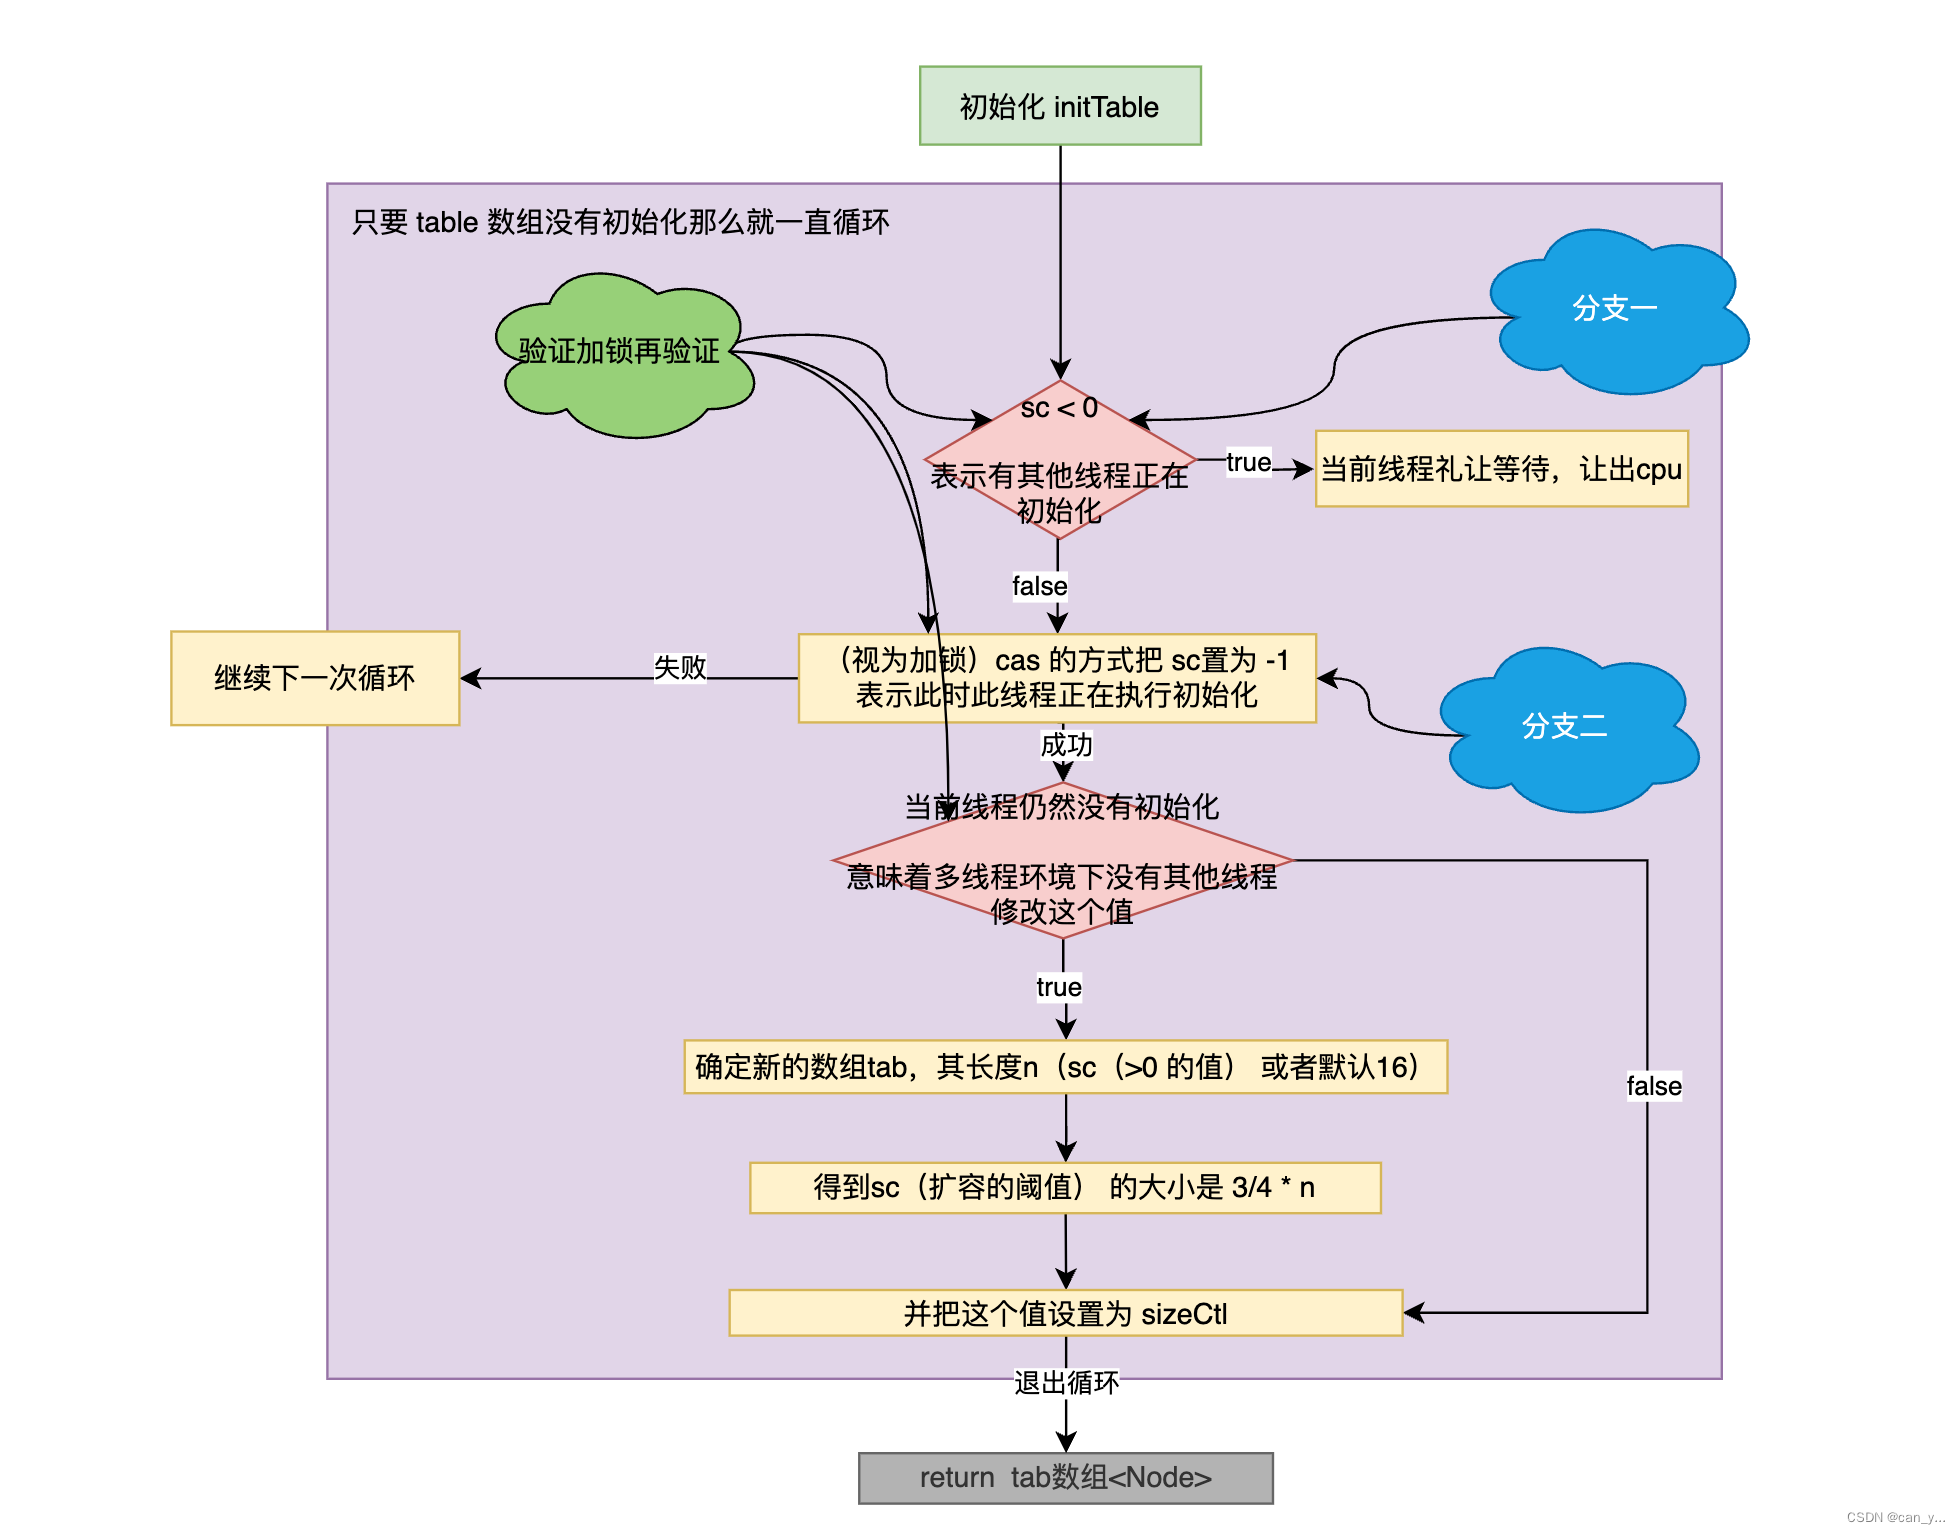 初始化 initTable
只要 table 数组没有初始化那么就一直循环
分支一
验证加锁再验证
sc < 0
表示有其他线程正在
初始化
true
当前线程礼让等待，让出cpu
false
（视为加锁）cas 的方式把 sc置为 -1
表示此时此线程正在执行初始化
失败
继续下一次循环
分支二
成功
当前线程仍然没有初始化
意味着多线程环境下没有其他线程
修改这个值
true
确定新的数组tab，其长度n（sc（>0 的值） 或者默认16）
false
得到sc（扩容的阈值） 的大小是 3/4 * n
并把这个值设置为 sizeCtl
退出循环
return  tab数组<Node>
CSDN @can_y...